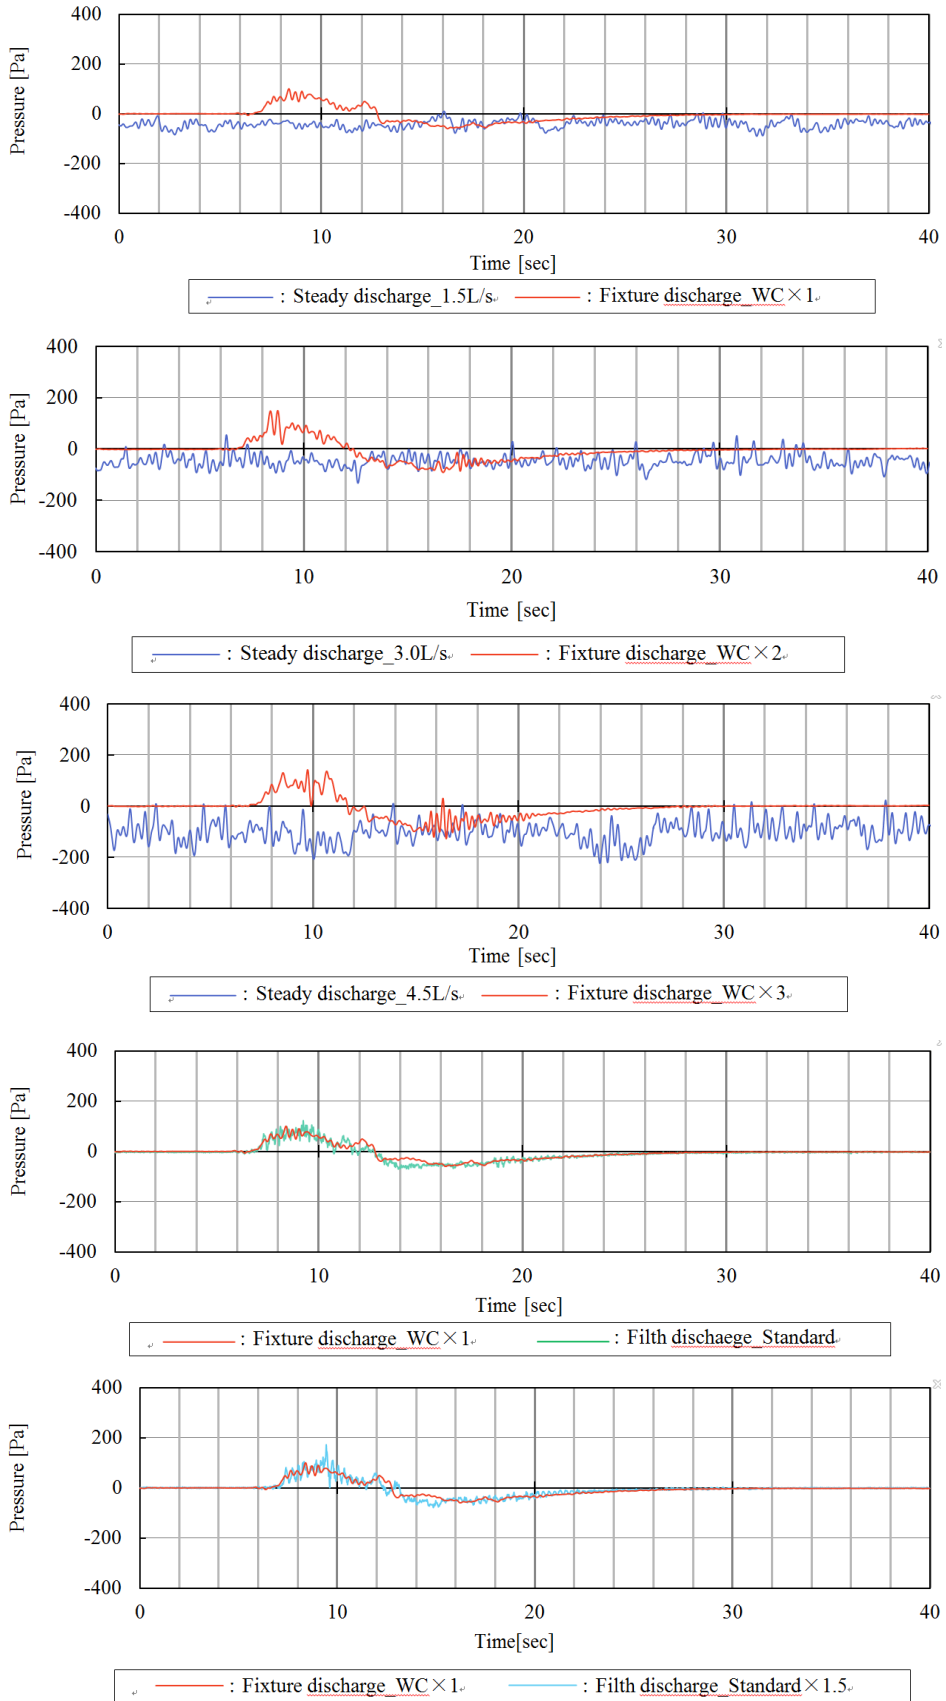 400
200
0
-200
-400
Pressure [Pa]
0 10 20 30 40
Time [sec]
: Steady discharge_1.5L/s : Fixture discharge_WC×1
400
200
0
-200
-400
Pressure [Pa]
0 10 20 30 40
Time [sec]
: Steady discharge_3.0L/s : Fixture discharge_WC×2
400
200
0
-200
-400
Pressure [Pa]
0 10 20 30 40
Time [sec]
: Steady discharge_4.5L/s : Fixture discharge_WC×3
400
200
0
-200
-400
Pressure [Pa]
0 10 20 30 40
Time [sec]
: Fixture discharge_WC×1 : Filth dischaege_Standard
400
200
0
-200
-400
Pressure [Pa]
0 10 20 30 40
Time[sec]
: Fixture discharge_WC×1 : Filth discharge_Standard×1.5